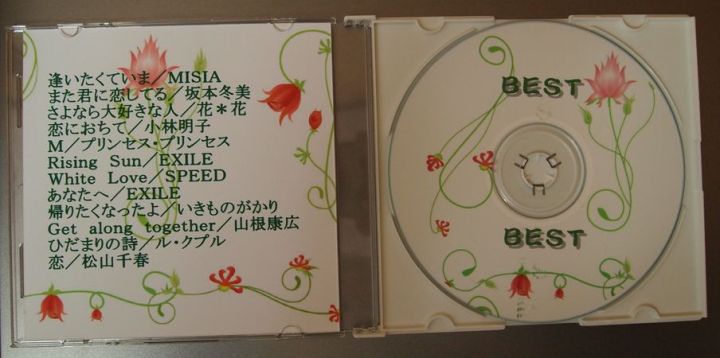 逢いたくていま／MISIA
また君に恋してる／坂本冬美
さよなら大好きな人／花＊花
恋におちて／小林明子
M／プリンセス・プリンセス
Rising Sun／EXILE
White Love／SPEED
あなたへ／EXILE
帰りたくなったよ／いきものがかり
Get along together／山根康広
ひだまりの詩／ル・クプル
恋／松山千春
BEST
BEST